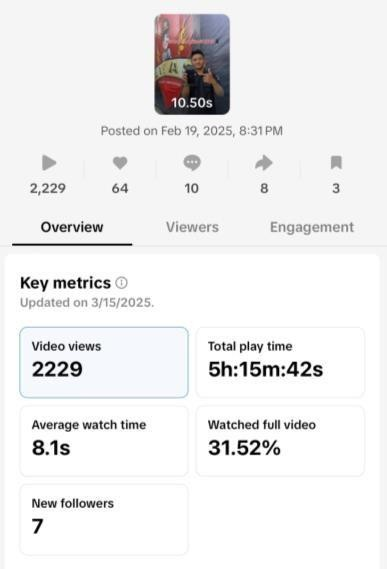 10.50s
Posted on Feb 19, 2025, 8:31 PM
2,229 64 10 8 3
Overview Viewers Engagement
Key metrics
Updated on 3/15/2025.
Video views Total play time
2229 5h:15m:42s
Average watch time Watched full video
8.1s 31.52%
New followers
7